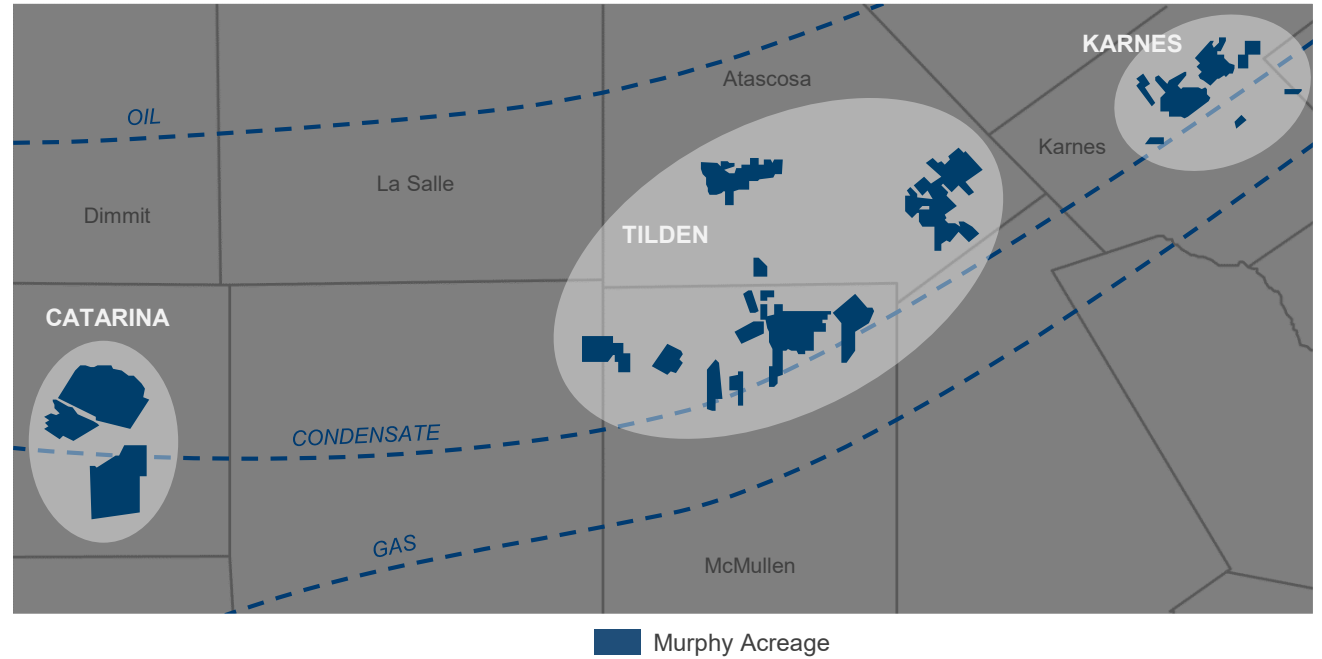 KARNES
Atascosa
OIL
Karnes
La Salle
Dimmit
TILDEN
CATARINA
CONDENSATE
GAS
McMullen
Murphy Acreage